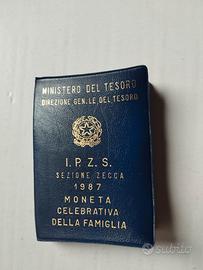 MINISTERO DEL TESORO
DIREZIONE GEN.LE DEL TESORO
I.P.Z.S.
SEZIONE ZECCA
1987
MONETA
CELEBRATIVA
DELLA FAMIGLIA
subito